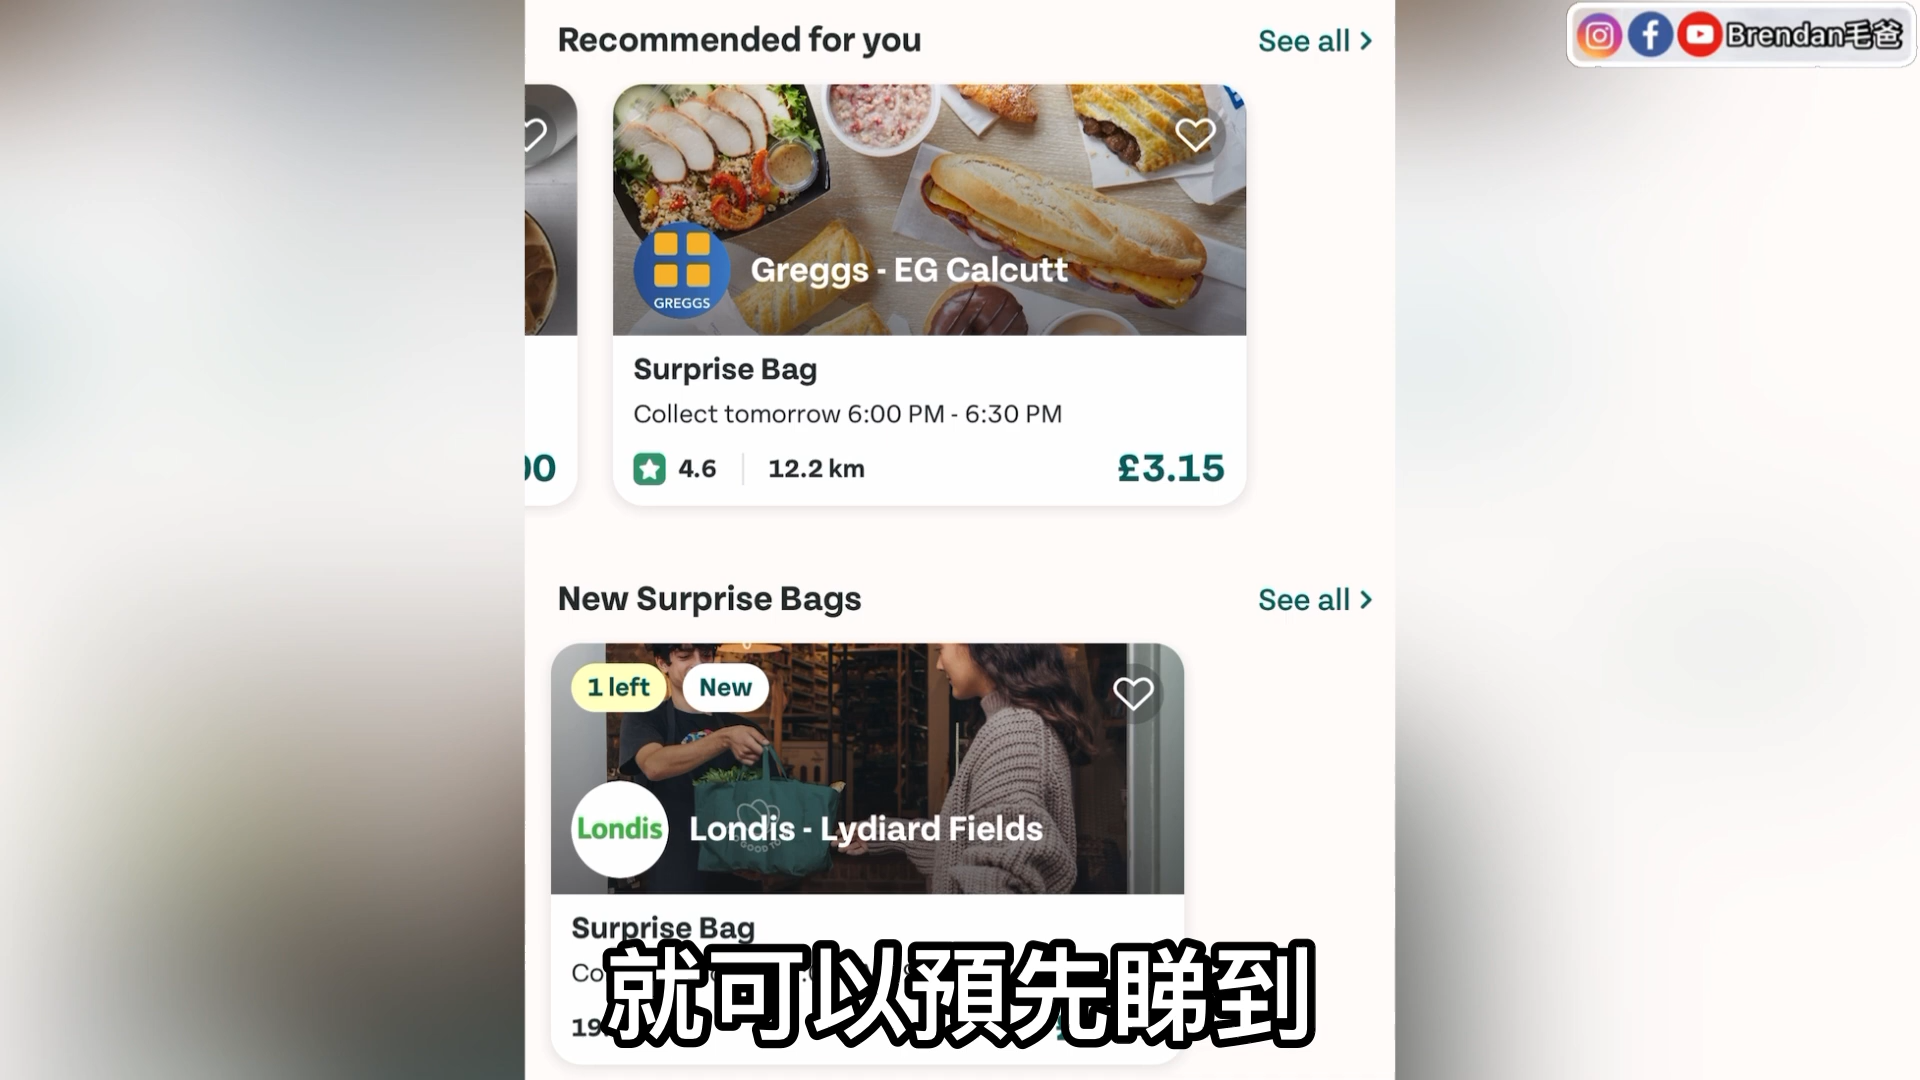 Brendan毛爸
Recommended for you
See all >
GREGGS
Greggs - EG Calcutt
Surprise Bag
Collect tomorrow 6:00 PM - 6:30 PM
4.6
12.2 km
£3.15
New Surprise Bags
See all >
1 left
New
Londis
Londis - Lydiard Fields
Surprise Bag
就可以預先睇到